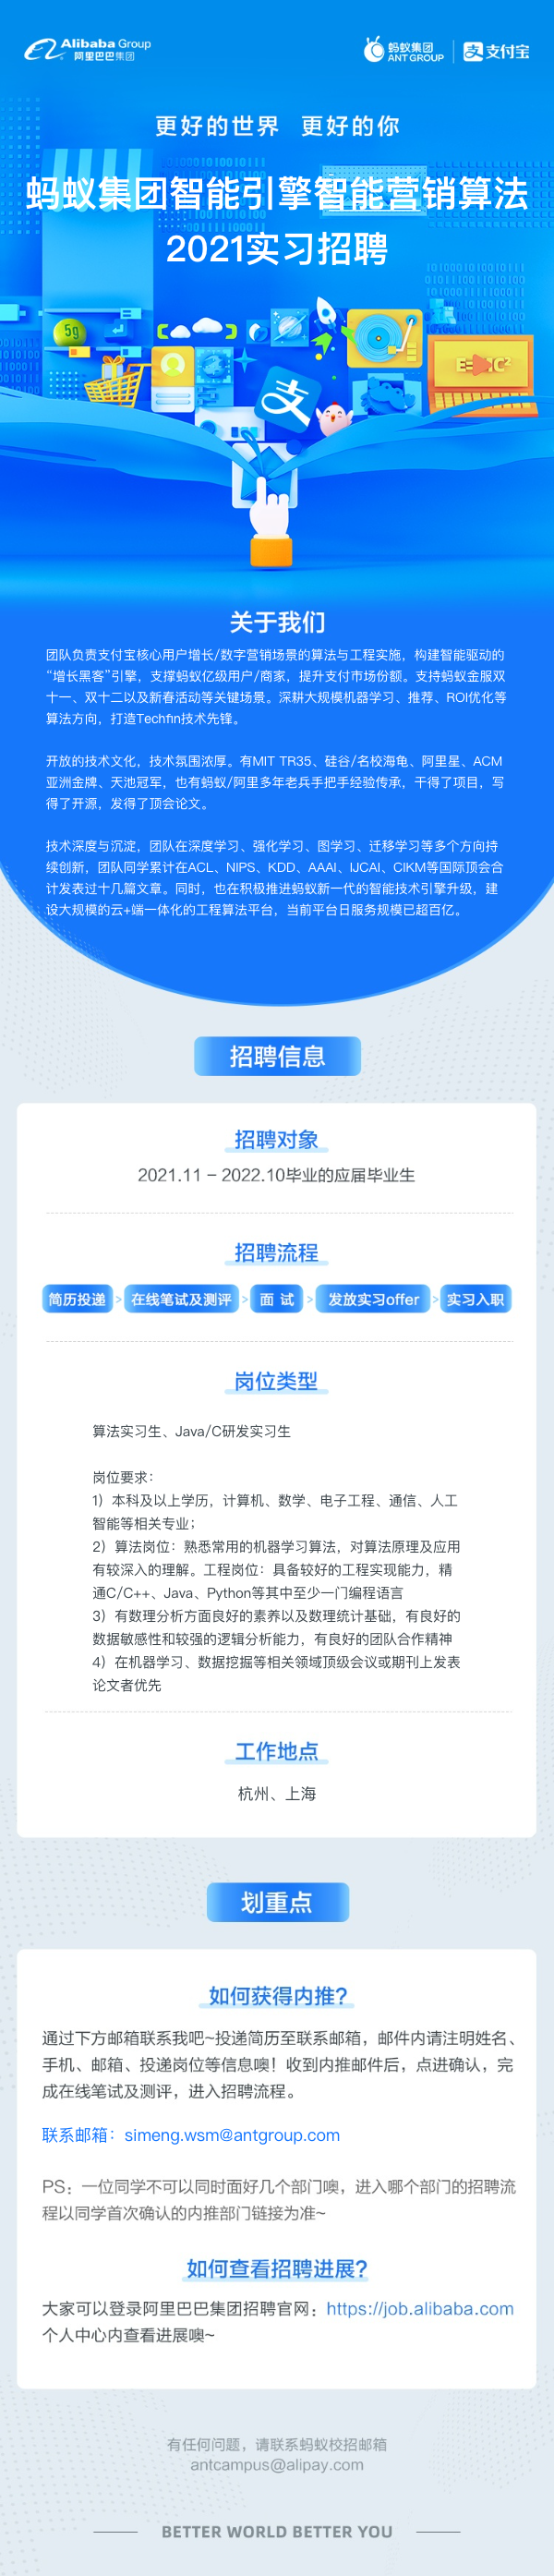 Alibaba Group
阿里巴巴集团
蚂蚁集团
ANT GROUP
支付宝
更好的世界 更好的你
蚂蚁集团智能引擎智能营销算法
2021实习招聘
5g
支
E=MC²
关于我们
团队负责支付宝核心用户增长/数字营销场景的算法与工程实施，构建智能驱动的
“增长黑客”引擎，支撑蚂蚁亿级用户/商家，提升支付市场份额。支持蚂蚁金服双
十一、双十二以及新春活动等关键场景。深耕大规模机器学习、推荐、ROI优化等
算法方向，打造Techfin技术先锋。
开放的技术文化，技术氛围浓厚。有MIT TR35、硅谷/名校海龟、阿里星、ACM
亚洲金牌、天池冠军，也有蚂蚁/阿里多年老兵手把手经验传承，干得了项目，写
得了开源，发得了顶会论文。
技术深度与沉淀，团队在深度学习、强化学习、图学习、迁移学习等多个方向持
续创新，团队同学累计在ACL、NIPS、KDD、AAAI、IJCAI、CIKM等国际顶会合
计发表过十几篇文章。同时，也在积极推进蚂蚁新一代的智能技术引擎升级，建
设大规模的云+端一体化的工程算法平台，当前平台日服务规模已超百亿。
招聘信息
招聘对象
2021.11 – 2022.10毕业的应届毕业生
招聘流程
简历投递 > 在线笔试及测评 > 面 试 > 发放实习offer > 实习入职
岗位类型
算法实习生、Java/C研发实习生
岗位要求：
1）本科及以上学历，计算机、数学、电子工程、通信、人工
智能等相关专业；
2）算法岗位：熟悉常用的机器学习算法，对算法原理及应用
有较深入的理解。工程岗位：具备较好的工程实现能力，精
通C/C++、Java、Python等其中至少一门编程语言
3）有数理分析方面良好的素养以及数理统计基础，有良好的
数据敏感性和较强的逻辑分析能力，有良好的团队合作精神
4）在机器学习、数据挖掘等相关领域顶级会议或期刊上发表
论文者优先
工作地点
杭州、上海
划重点
如何获得内推?
通过下方邮箱联系我吧~投递简历至联系邮箱，邮件内请注明姓名、
手机、邮箱、投递岗位等信息噢！收到内推邮件后，点进确认，完
成在线笔试及测评，进入招聘流程。
联系邮箱：simeng.wsm@antgroup.com
PS：一位同学不可以同时面好几个部门噢，进入哪个部门的招聘流
程以同学首次确认的内推部门链接为准~
如何查看招聘进展?
大家可以登录阿里巴巴集团招聘官网：https://job.alibaba.com
个人中心内查看进展噢~
有任何问题，请联系蚂蚁校招邮箱
antcampus@alipay.com
BETTER WORLD BETTER YOU